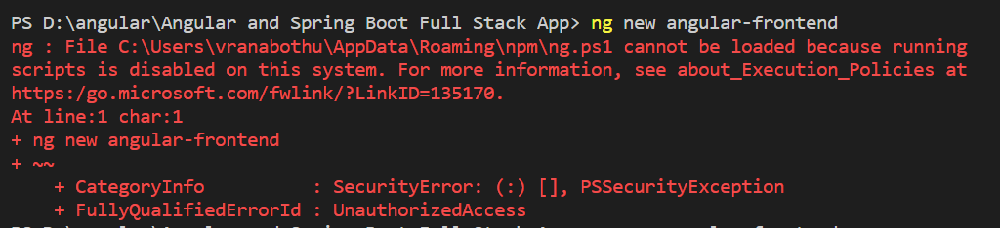 PS D:\angular\Angular and Spring Boot Full Stack App> ng new angular-frontend
ng : File C:\Users\vranabothu\AppData\Roaming\npm\ng.ps1 cannot be loaded because running
scripts is disabled on this system. For more information, see about_Execution_Policies at
https:/go.microsoft.com/fwlink/?LinkID=135170.
At line:1 char:1
+ ng new angular-frontend
+ ~~
    + CategoryInfo          : SecurityError: (:) [], PSSecurityException
    + FullyQualifiedErrorId : UnauthorizedAccess